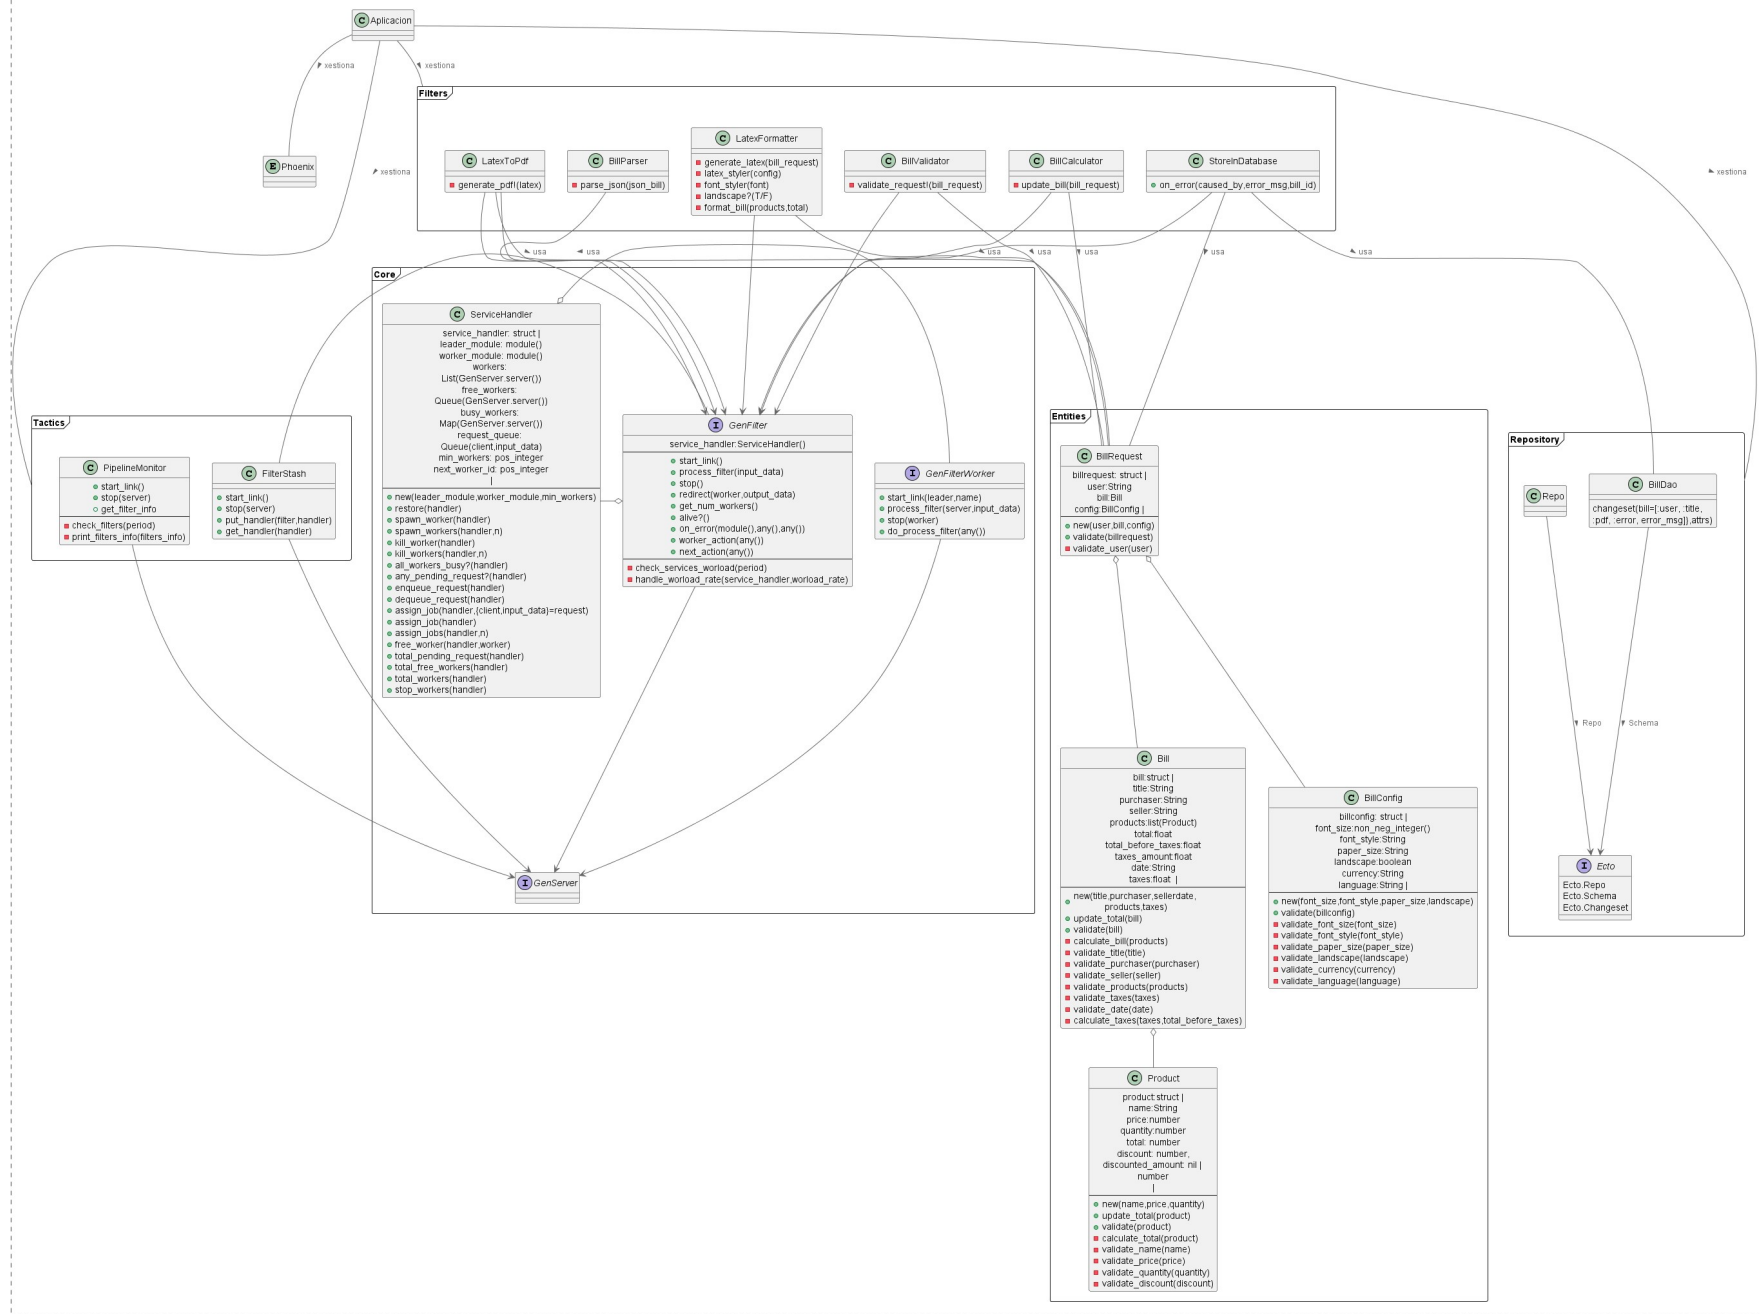 C Aplicacion
xestiona
xestiona
Filters
C LatexToPdf
generate_pdf!(latex)
C BillParser
parse_json(json_bill)
C LatexFormatter
generate_latex(bill_request)
latex_styler(config)
font_styler(font)
landscape?(T/F)
format_bill(products,total)
C BillValidator
validate_request!(bill_request)
C BillCalculator
update_bill(bill_request)
C StoreInDatabase
on_error(caused_by,error_msg,bill_id)
E Phoenix
xestiona
xestiona
usa
usa
usa
usa
usa
usa
usa
Core
C ServiceHandler
service_handler: struct |
leader_module: module()
worker_module: module()
workers:
List(GenServer.server())
free_workers:
Queue(GenServer.server())
busy_workers:
Map(GenServer.server())
request_queue:
Queue(client,input_data)
min_workers: pos_integer
next_worker_id: pos_integer
|
new(leader_module,worker_module,min_workers)
restore(handler)
spawn_worker(handler)
spawn_workers(handler,n)
kill_worker(handler)
kill_workers(handler,n)
all_workers_busy?(handler)
any_pending_request?(handler)
enqueue_request(handler)
dequeue_request(handler)
assign_job(handler,{client,input_data}=request)
assign_job(handler)
assign_jobs(handler,n)
free_worker(handler,worker)
total_pending_request(handler)
total_free_workers(handler)
total_workers(handler)
stop_workers(handler)
I GenFilter
service_handler:ServiceHandler()
start_link()
process_filter(input_data)
stop()
redirect(worker,output_data)
get_num_workers()
alive?()
on_error(module(),any(),any())
worker_action(any())
next_action(any())
check_services_worload(period)
handle_worload_rate(service_handler,worload_rate)
I GenFilterWorker
start_link(leader,name)
process_filter(server,input_data)
stop(worker)
do_process_filter(any())
I GenServer
Tactics
C PipelineMonitor
start_link()
stop(server)
get_filter_info
check_filters(period)
print_filters_info(filters_info)
C FilterStash
start_link()
stop(server)
put_handler(filter,handler)
get_handler(handler)
Entities
C BillRequest
billrequest: struct |
user:String
bill:Bill
config:BillConfig |
new(user,bill,config)
validate(billrequest)
validate_user(user)
C Bill
bill:struct |
title:String
purchaser:String
seller:String
products:list(Product)
total:float
total_before_taxes:float
taxes_amount:float
date:String
taxes:float |
new(title,purchaser,sellerdate,
products,taxes)
update_total(bill)
validate(bill)
calculate_bill(products)
validate_title(title)
validate_purchaser(purchaser)
validate_seller(seller)
validate_products(products)
validate_taxes(taxes)
validate_date(date)
calculate_taxes(taxes,total_before_taxes)
C BillConfig
billconfig: struct |
font_size:non_neg_integer()
font_style:String
paper_size:String
landscape:boolean
currency:String
language:String |
new(font_size,font_style,paper_size,landscape)
validate(billconfig)
validate_font_size(font_size)
validate_font_style(font_style)
validate_paper_size(paper_size)
validate_landscape(landscape)
validate_currency(currency)
validate_language(language)
C Product
product:struct |
name:String
price:number
quantity:number
total: number
discount: number,
discounted_amount: nil |
number
|
new(name,price,quantity)
update_total(product)
validate(product)
calculate_total(product)
validate_name(name)
validate_price(price)
validate_quantity(quantity)
validate_discount(discount)
Repository
C Repo
C BillDao
changeset(bill=[:user, :title,
:pdf, :error, error_msg]},attrs)
Repo
Schema
I Ecto
Ecto.Repo
Ecto.Schema
Ecto.Changeset